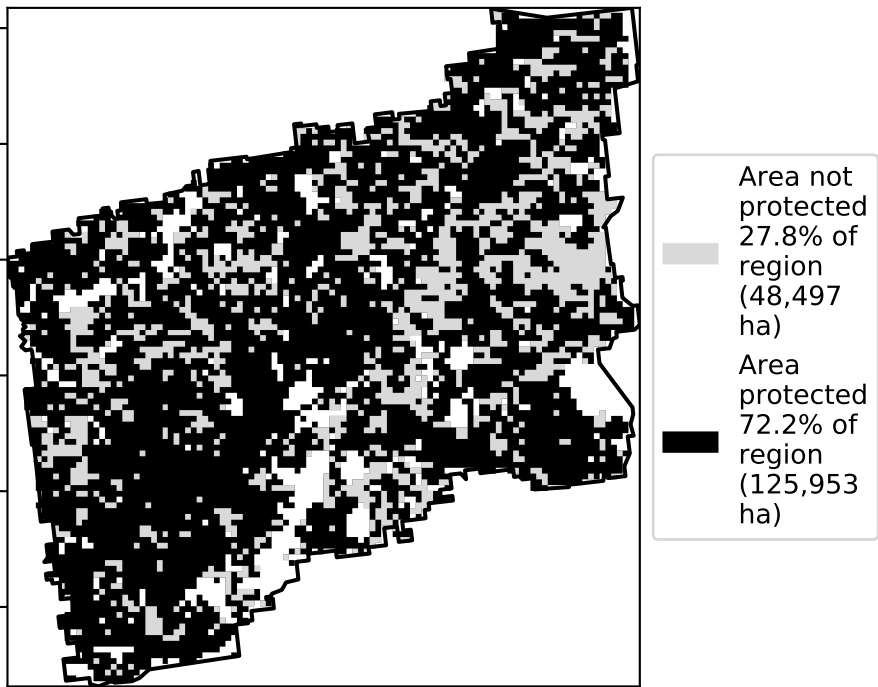 Area not
protected
27.8% of
region
(48,497
ha)
Area
protected
72.2% of
region
(125,953
ha)